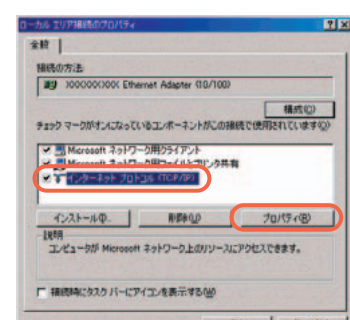 ローカル エリア接続のプロパティ
全般
接続の方法:
XXXXXXXXXX Ethernet Adapter (10/100)
構成(C)
チェック マークがオンになっているコンポーネントがこの接続で使用されています(O)
Microsoft ネットワーク用クライアント
Microsoft ネットワーク用ファイルとプリンタ共有
インターネット プロトコル (TCP/IP)
インストール(I)... 削除(U) プロパティ(R)
説明
コンピュータが Microsoft ネットワーク上のリソースにアクセスできます。
接続時にタスク バーにアイコンを表示する(W)